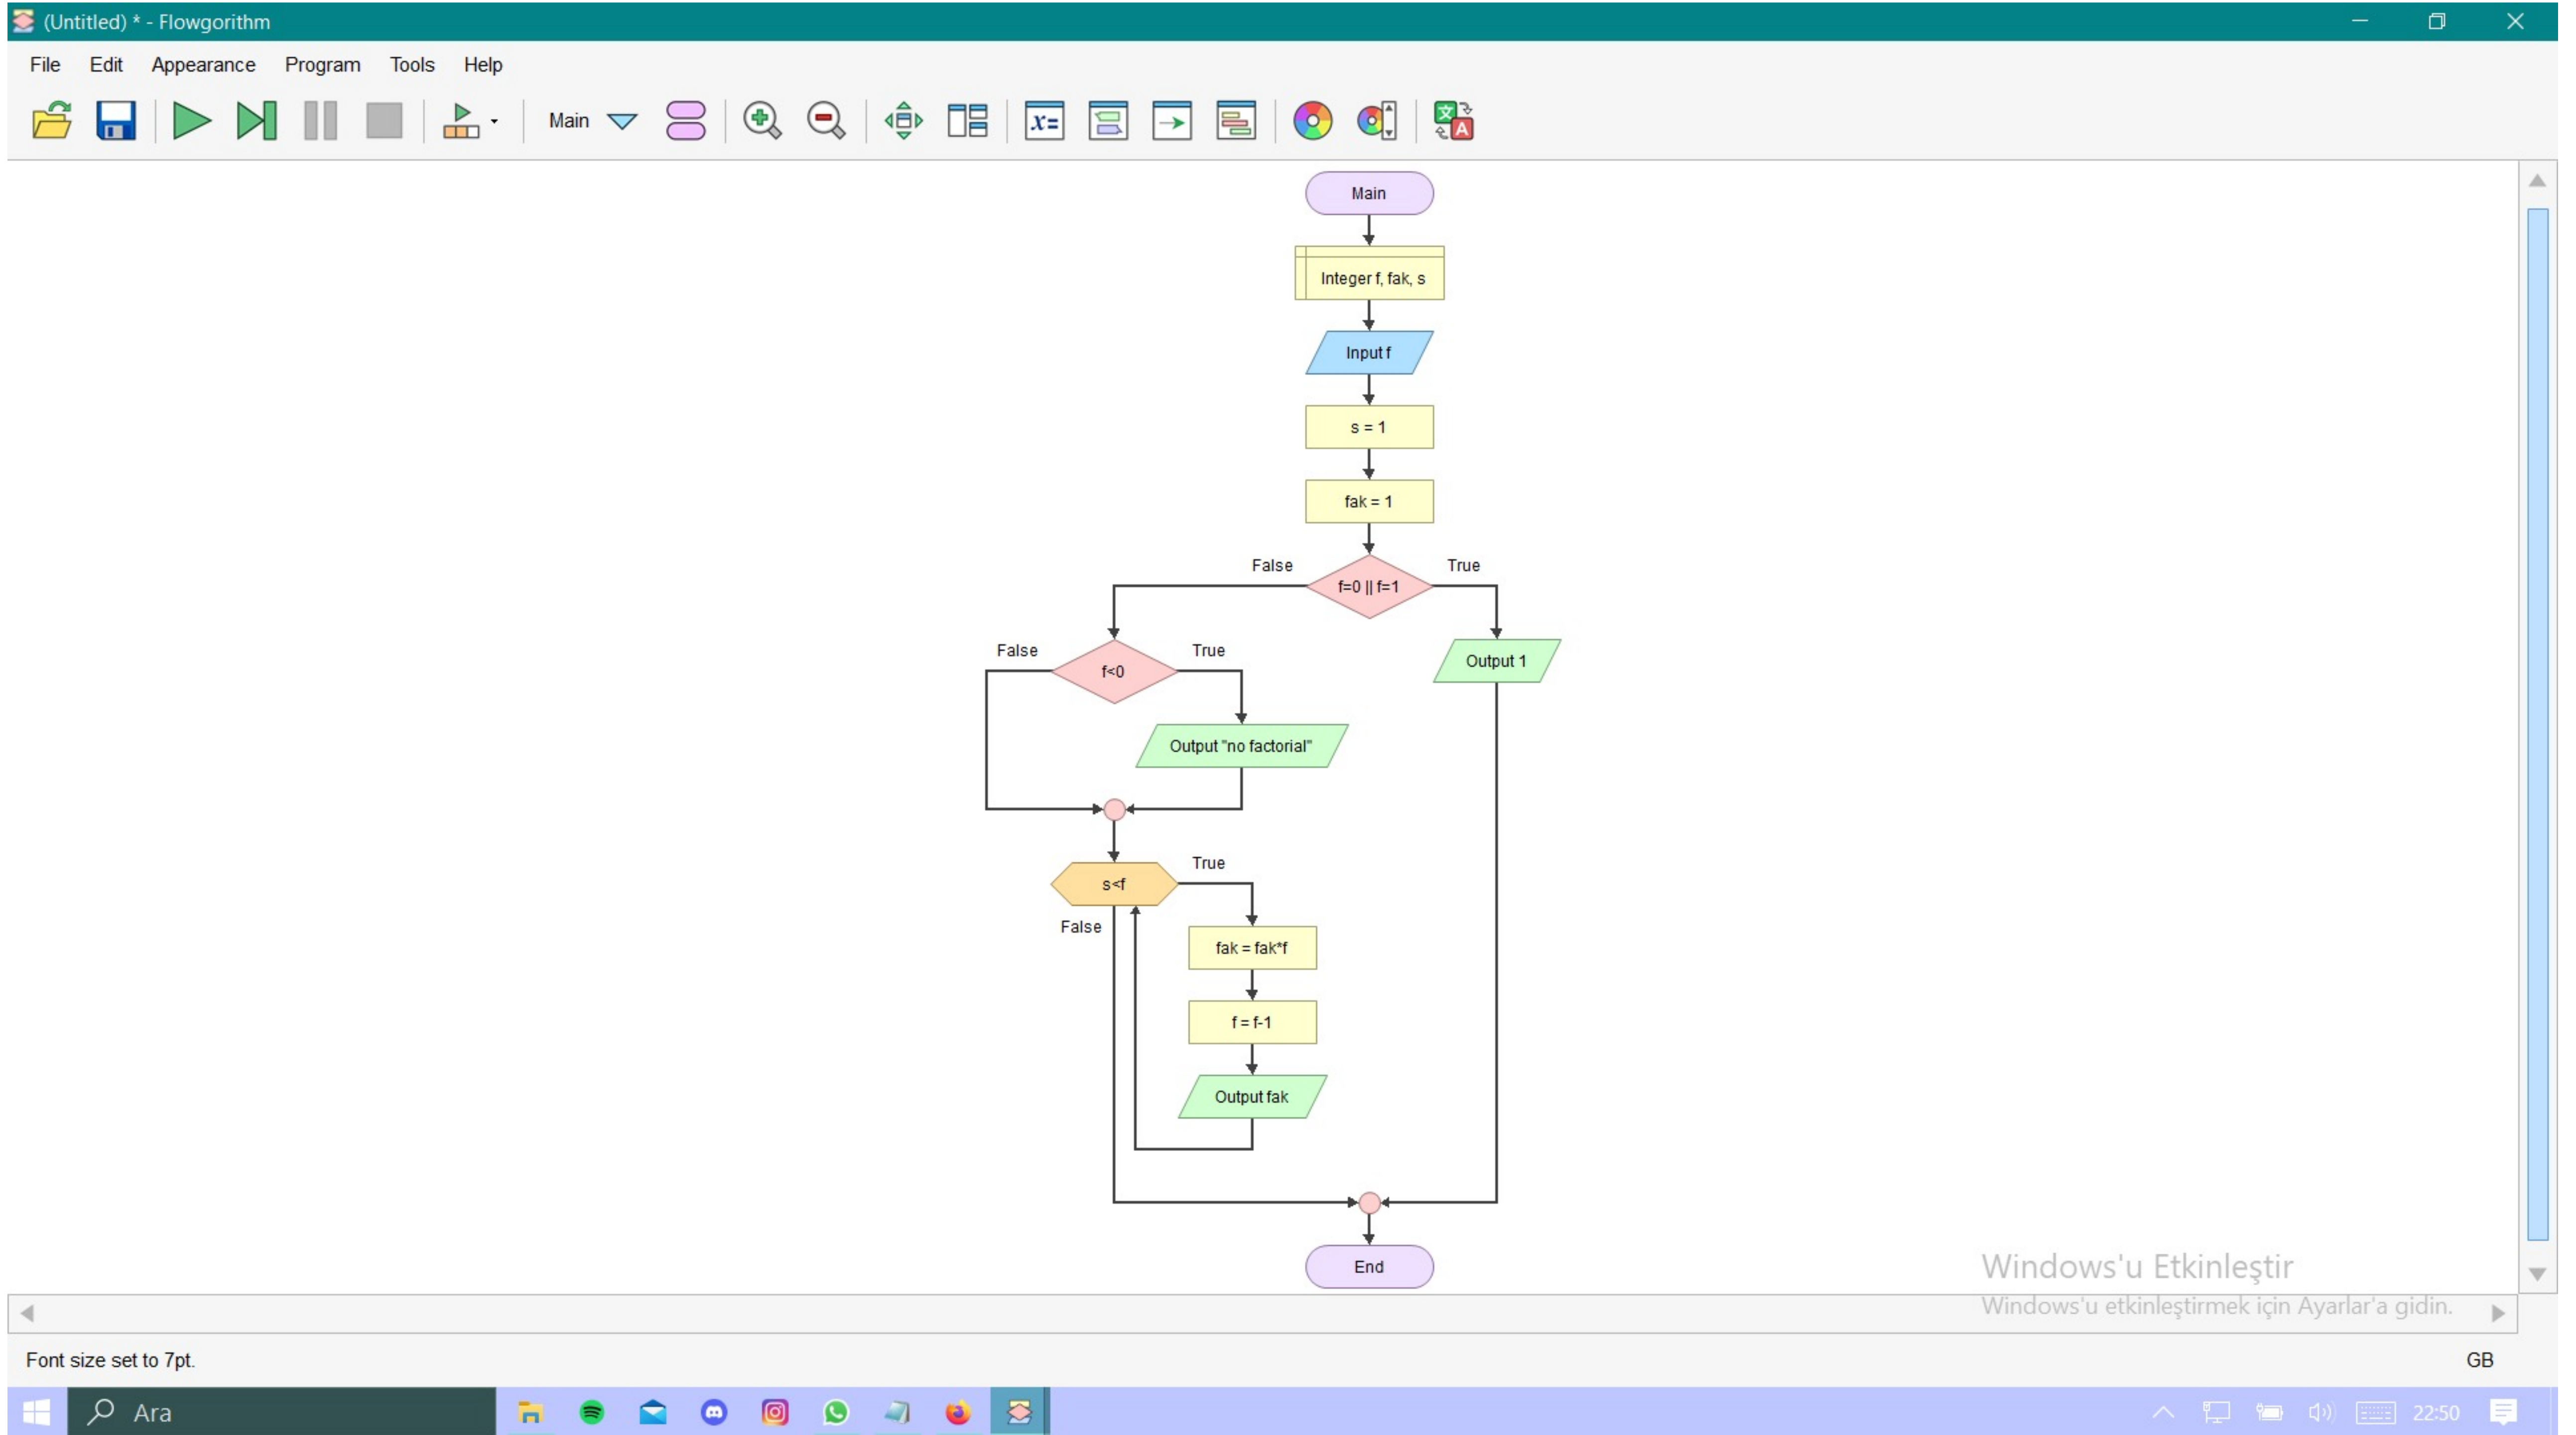 (Untitled) * - Flowgorithm
File Edit Appearance Program Tools Help
x= Main
Main
Integer f, fak, s
Input f
s = 1
fak = 1
False
f=0 || f=1
True
False
f<0
True
Output 1
Output "no factorial"
s<f
True
False
fak = fak*f
f = f-1
Output fak
End
Windows'u Etkinleştir
Windows'u etkinleştirmek için Ayarlar'a gidin.
Font size set to 7pt.
GB
Ara
22:50